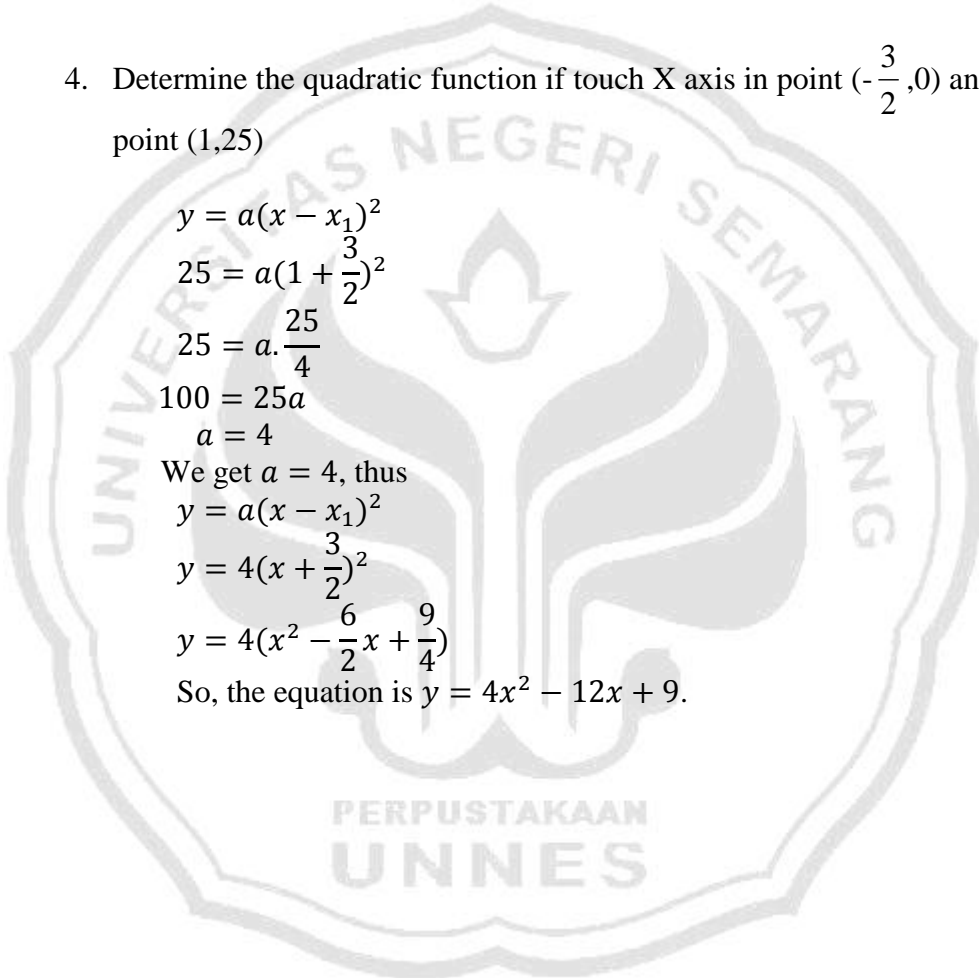 4. Determine the quadratic function if touch X axis in point (-3/2 ,0) an
point (1,25)
y = a(x − x₁)²
25 = a(1 + 3/2)²
25 = a. 25/4
100 = 25a
a = 4
We get a = 4, thus
y = a(x − x₁)²
y = 4(x + 3/2)²
y = 4(x² − 6/2 x + 9/4)
So, the equation is y = 4x² − 12x + 9.
UNIVERSITAS NEGERI SEMARANG
PERPUSTAKAAN
UNNES